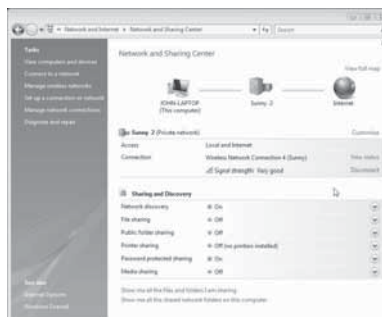 Network and Internet ▸ Network and Sharing Center
Search
Tasks
View computers and devices
Connect to a network
Manage wireless networks
Set up a connection or network
Manage network connections
Diagnose and repair
See also
Internet Options
Windows Firewall
Network and Sharing Center
View full map
JOHN-LAPTOP
(This computer)
Sunny 2
Internet
Sunny 2 (Private network)
Customize
Access
Local and Internet
Connection
Wireless Network Connection 4 (Sunny)
View status
Signal strength: Very good
Disconnect
Sharing and Discovery
Network discovery
On
File sharing
Off
Public folder sharing
Off
Printer sharing
Off (no printers installed)
Password protected sharing
On
Media sharing
Off
Show me all the files and folders I am sharing
Show me all the shared network folders on this computer